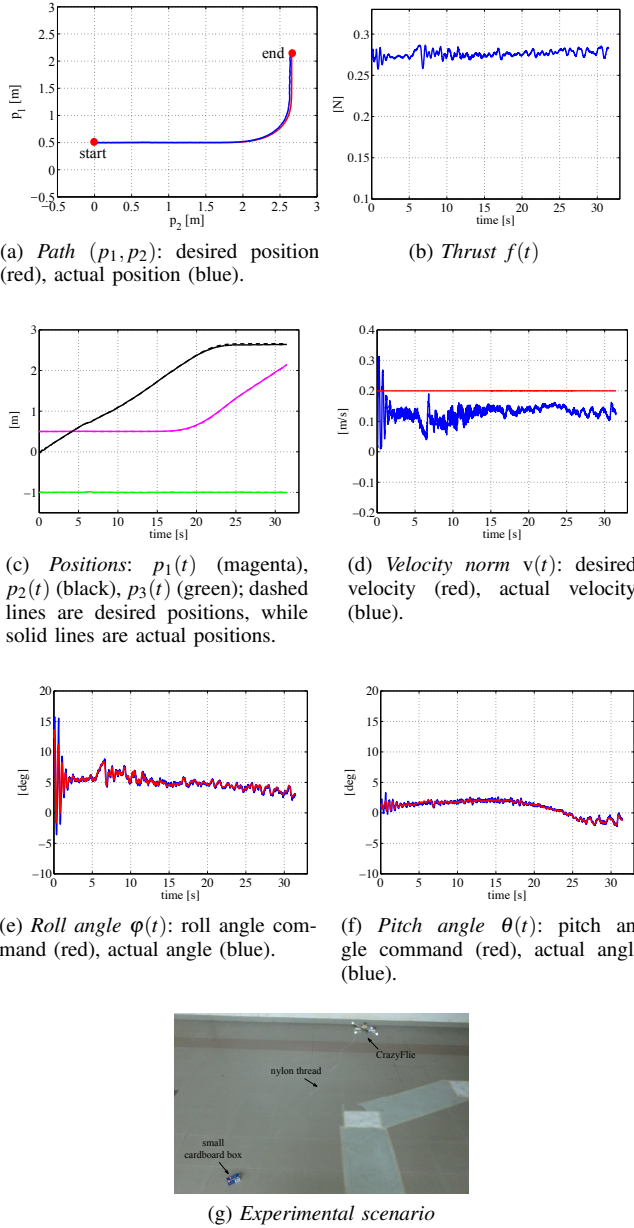 3
2.5
2
1.5
1
0.5
0
−0.5
−0.5
0
0.5
1
1.5
2
2.5
3
p1 [m]
p2 [m]
start
end
(a) Path (p1, p2): desired position
(red), actual position (blue).
0.3
0.25
0.2
0.15
0.1
[N]
0
5
10
15
20
25
30
time [s]
(b) Thrust f(t)
3
2
1
0
−1
[m]
0
5
10
15
20
25
30
time [s]
(c) Positions: p1(t) (magenta),
p2(t) (black), p3(t) (green); dashed
lines are desired positions, while
solid lines are actual positions.
0.4
0.3
0.2
0.1
0
−0.1
−0.2
[m/s]
0
5
10
15
20
25
30
time [s]
(d) Velocity norm v(t): desired
velocity (red), actual velocity
(blue).
20
15
10
5
0
−5
−10
[deg]
0
5
10
15
20
25
30
time [s]
(e) Roll angle φ(t): roll angle com-
mand (red), actual angle (blue).
20
15
10
5
0
−5
−10
[deg]
0
5
10
15
20
25
30
time [s]
(f) Pitch angle θ(t): pitch an-
gle command (red), actual angle
(blue).
CrazyFlie
nylon thread
small
cardboard box
(g) Experimental scenario